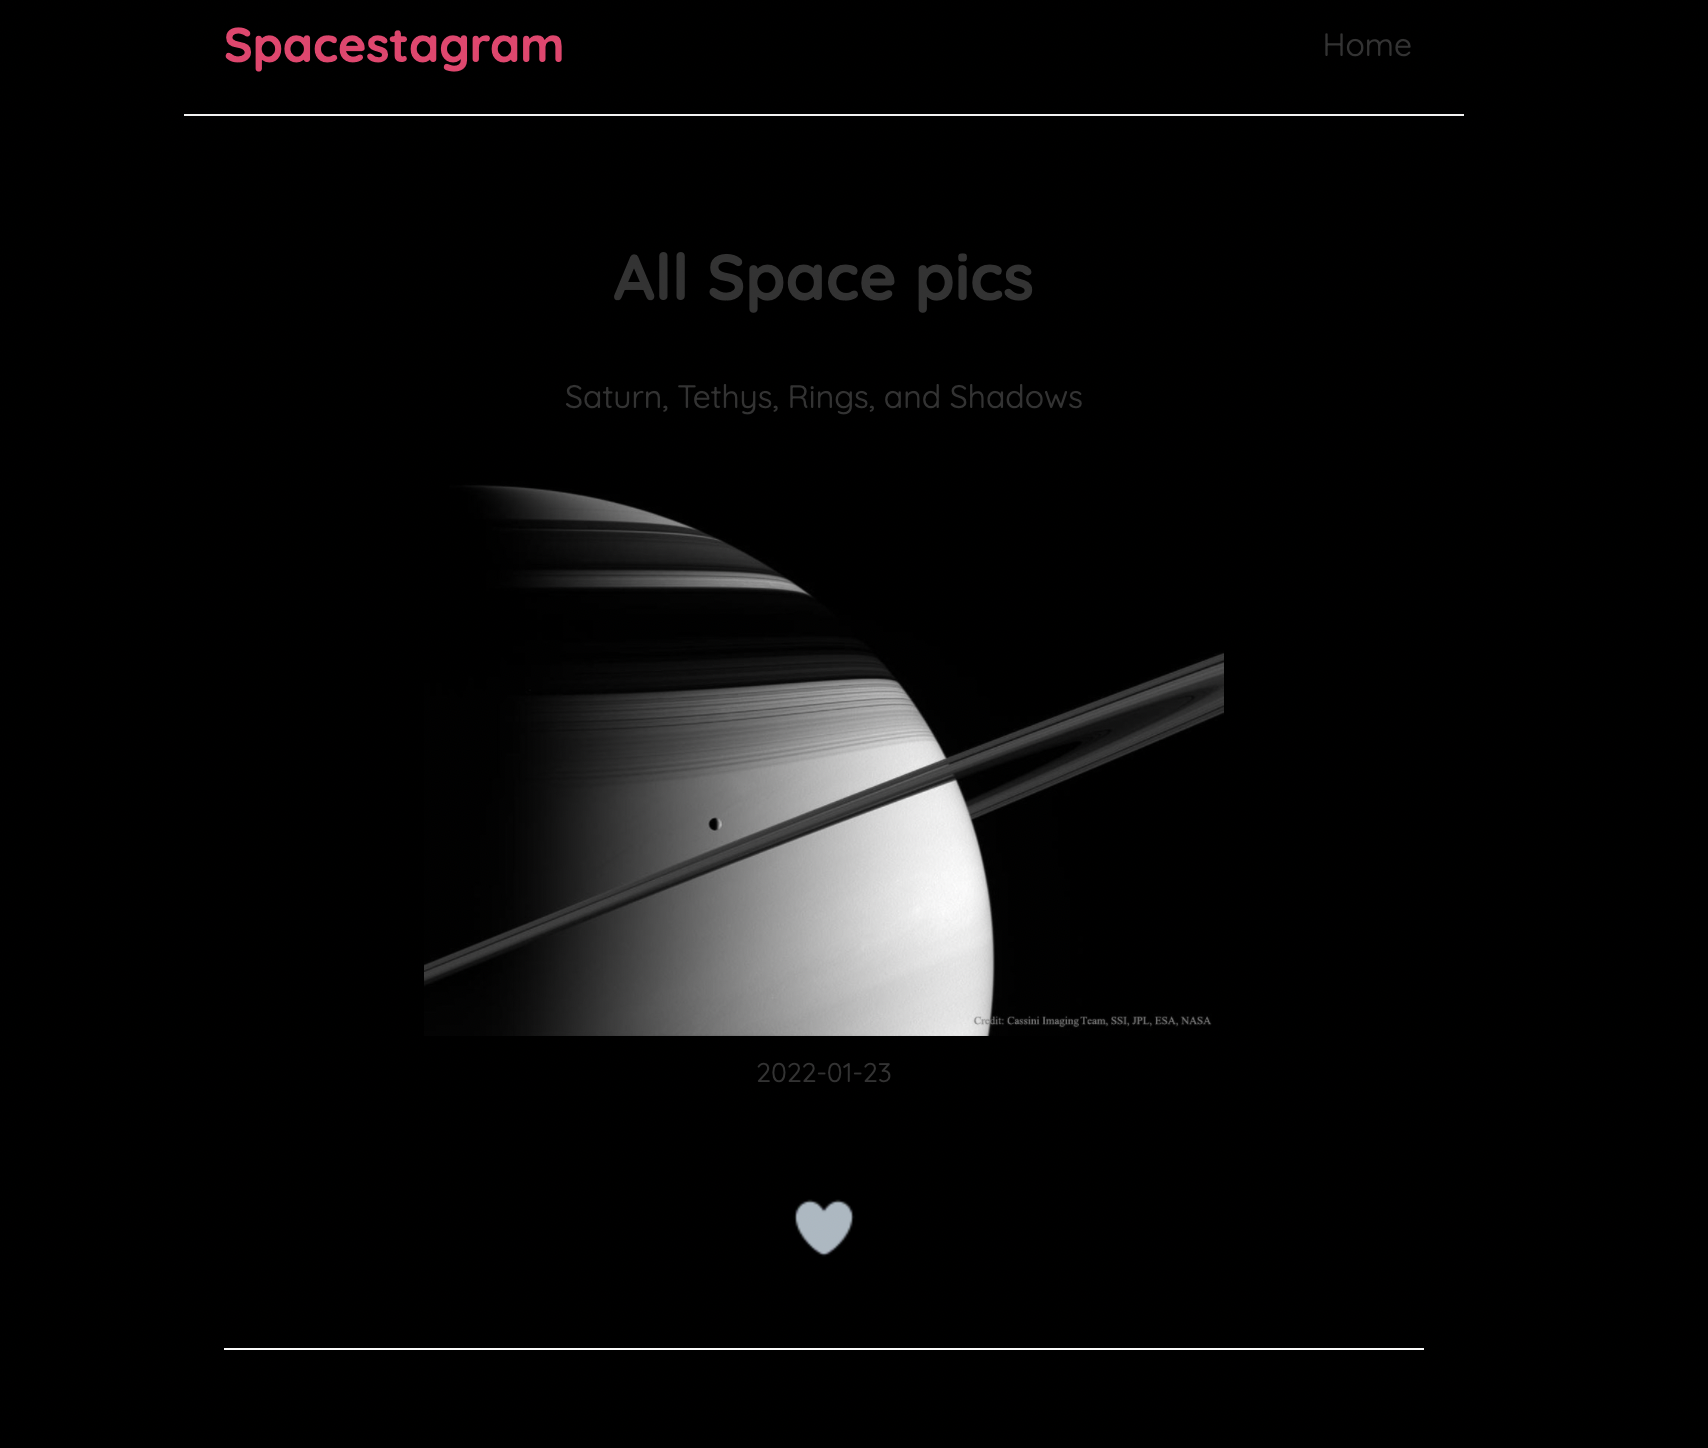 Spacestagram
Home
All Space pics
Saturn, Tethys, Rings, and Shadows
Credit: Cassini Imaging Team, SSI, JPL, ESA, NASA
2022-01-23